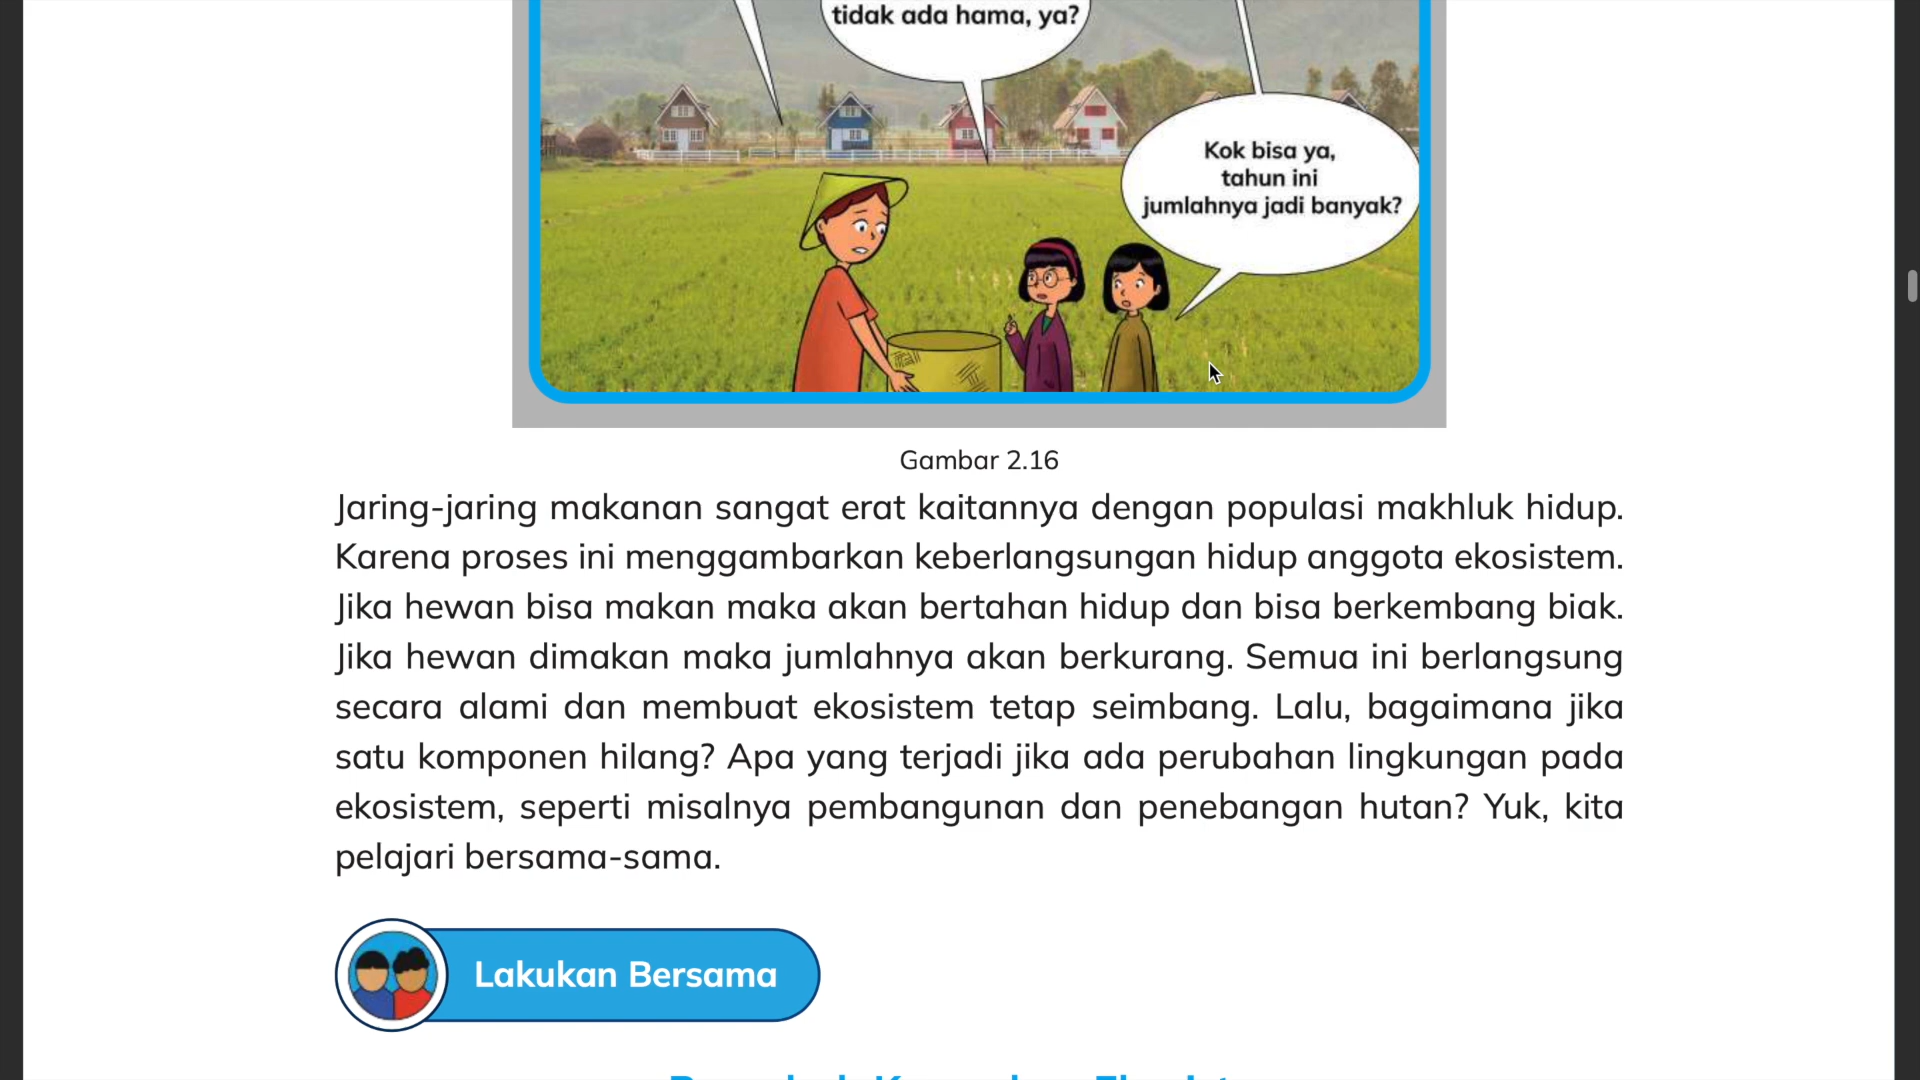 tidak ada hama, ya?
Kok bisa ya,
tahun ini
jumlahnya jadi banyak?
Gambar 2.16
Jaring-jaring makanan sangat erat kaitannya dengan populasi makhluk hidup.
Karena proses ini menggambarkan keberlangsungan hidup anggota ekosistem.
Jika hewan bisa makan maka akan bertahan hidup dan bisa berkembang biak.
Jika hewan dimakan maka jumlahnya akan berkurang. Semua ini berlangsung
secara alami dan membuat ekosistem tetap seimbang. Lalu, bagaimana jika
satu komponen hilang? Apa yang terjadi jika ada perubahan lingkungan pada
ekosistem, seperti misalnya pembangunan dan penebangan hutan? Yuk, kita
pelajari bersama-sama.
Lakukan Bersama